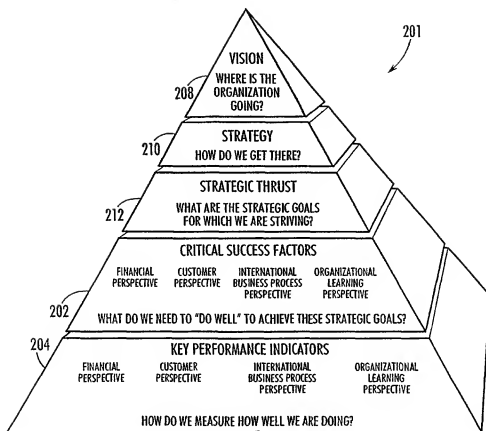 201
VISION
208
WHERE IS THE
ORGANIZATION
GOING?
210
STRATEGY
HOW DO WE GET THERE?
STRATEGIC THRUST
212
WHAT ARE THE STRATEGIC GOALS
FOR WHICH WE ARE STRIVING?
CRITICAL SUCCESS FACTORS
FINANCIAL PERSPECTIVE
CUSTOMER PERSPECTIVE
INTERNATIONAL BUSINESS PROCESS PERSPECTIVE
ORGANIZATIONAL LEARNING PERSPECTIVE
202
WHAT DO WE NEED TO "DO WELL" TO ACHIEVE THESE STRATEGIC GOALS?
204
KEY PERFORMANCE INDICATORS
FINANCIAL PERSPECTIVE
CUSTOMER PERSPECTIVE
INTERNATIONAL BUSINESS PROCESS PERSPECTIVE
ORGANIZATIONAL LEARNING PERSPECTIVE
HOW DO WE MEASURE HOW WELL WE ARE DOING?